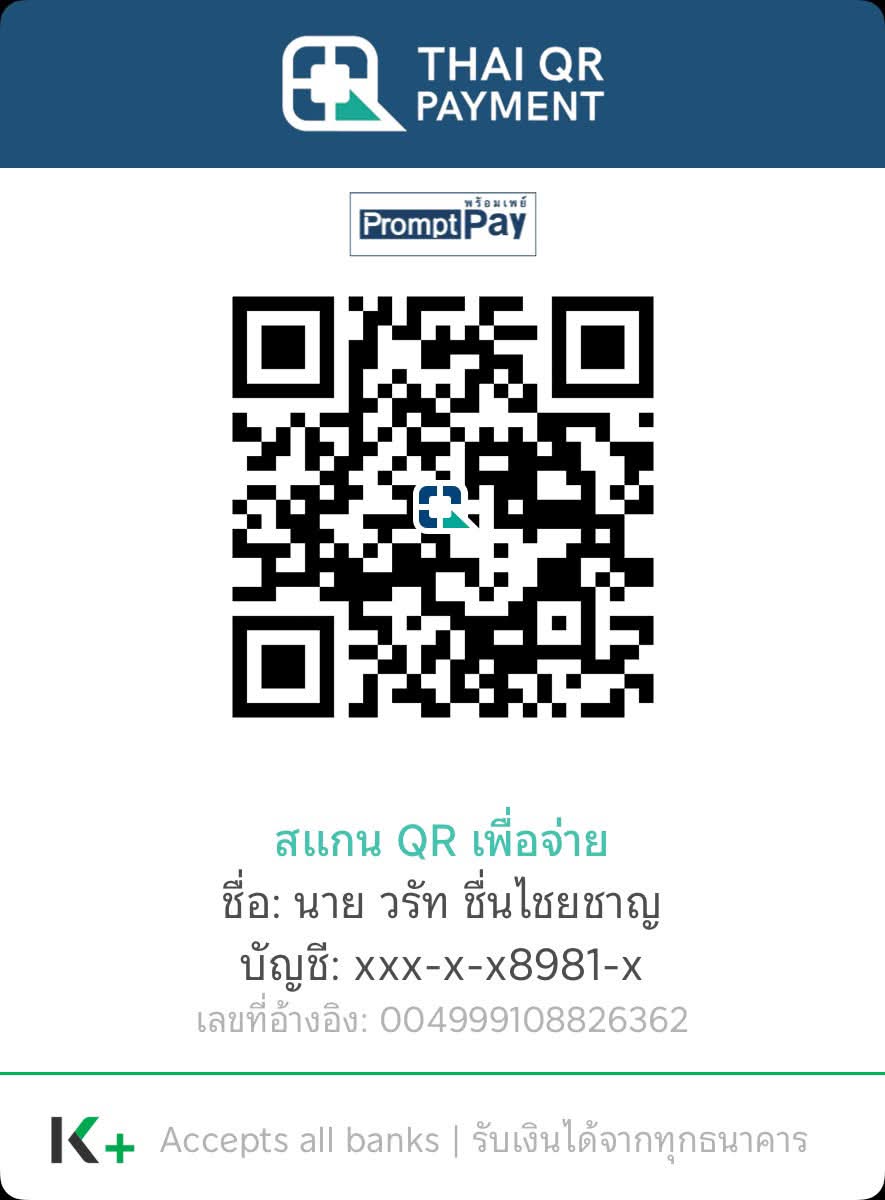 THAI QR
PAYMENT
พร้อมเพย์
PromptPay
สแกน QR เพื่อจ่าย
ชื่อ: นาย วรัท ชื่นไชยชาญ
บัญชี: xxx-x-x8981-x
เลขที่อ้างอิง: 004999108826362
K+ Accepts all banks | รับเงินได้จากทุกธนาคาร